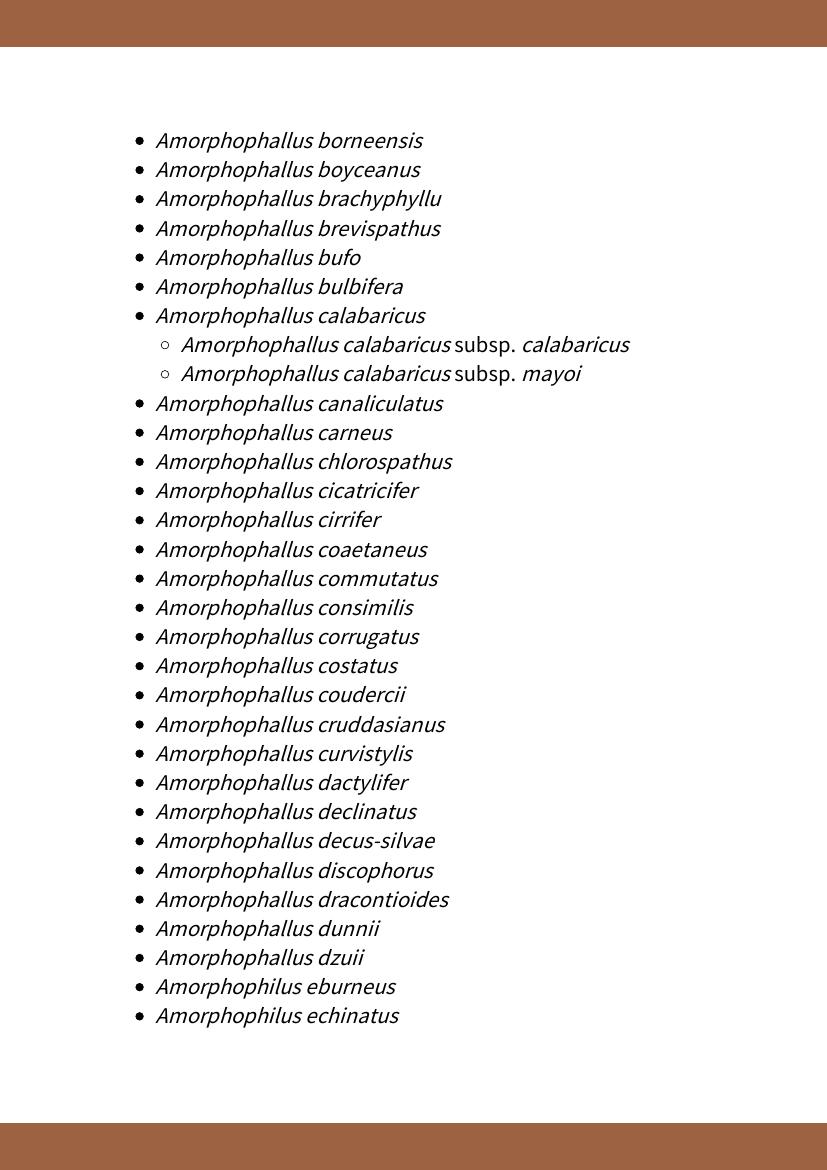 Amorphophallus borneensis
Amorphophallus boyceanus
Amorphophallus brachyphyllu
Amorphophallus brevispathus
Amorphophallus bufo
Amorphophallus bulbifera
Amorphophallus calabaricus
Amorphophallus calabaricus subsp. calabaricus
Amorphophallus calabaricus subsp. mayoi
Amorphophallus canaliculatus
Amorphophallus carneus
Amorphophallus chlorospathus
Amorphophallus cicatricifer
Amorphophallus cirrifer
Amorphophallus coaetaneus
Amorphophallus commutatus
Amorphophallus consimilis
Amorphophallus corrugatus
Amorphophallus costatus
Amorphophallus coudercii
Amorphophallus cruddasianus
Amorphophallus curvistylis
Amorphophallus dactylifer
Amorphophallus declinatus
Amorphophallus decus-silvae
Amorphophallus discophorus
Amorphophallus dracontioides
Amorphophallus dunnii
Amorphophallus dzuii
Amorphophilus eburneus
Amorphophilus echinatus